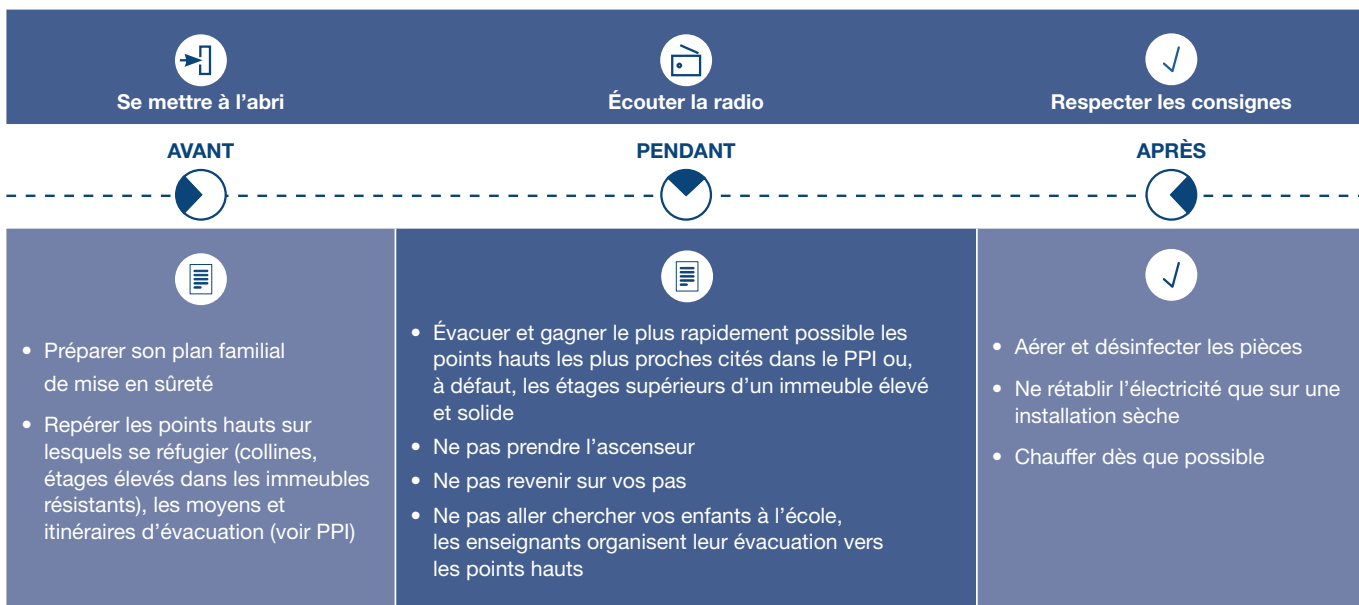 Se mettre à l’abri
Écouter la radio
Respecter les consignes
AVANT
PENDANT
APRÈS
• Préparer son plan familial
de mise en sûreté
• Repérer les points hauts sur
lesquels se réfugier (collines,
étages élevés dans les immeubles
résistants), les moyens et
itinéraires d’évacuation (voir PPI)
• Évacuer et gagner le plus rapidement possible les
points hauts les plus proches cités dans le PPI ou,
à défaut, les étages supérieurs d’un immeuble élevé
et solide
• Ne pas prendre l’ascenseur
• Ne pas revenir sur vos pas
• Ne pas aller chercher vos enfants à l’école,
les enseignants organisent leur évacuation vers
les points hauts
• Aérer et désinfecter les pièces
• Ne rétablir l’électricité que sur une
installation sèche
• Chauffer dès que possible